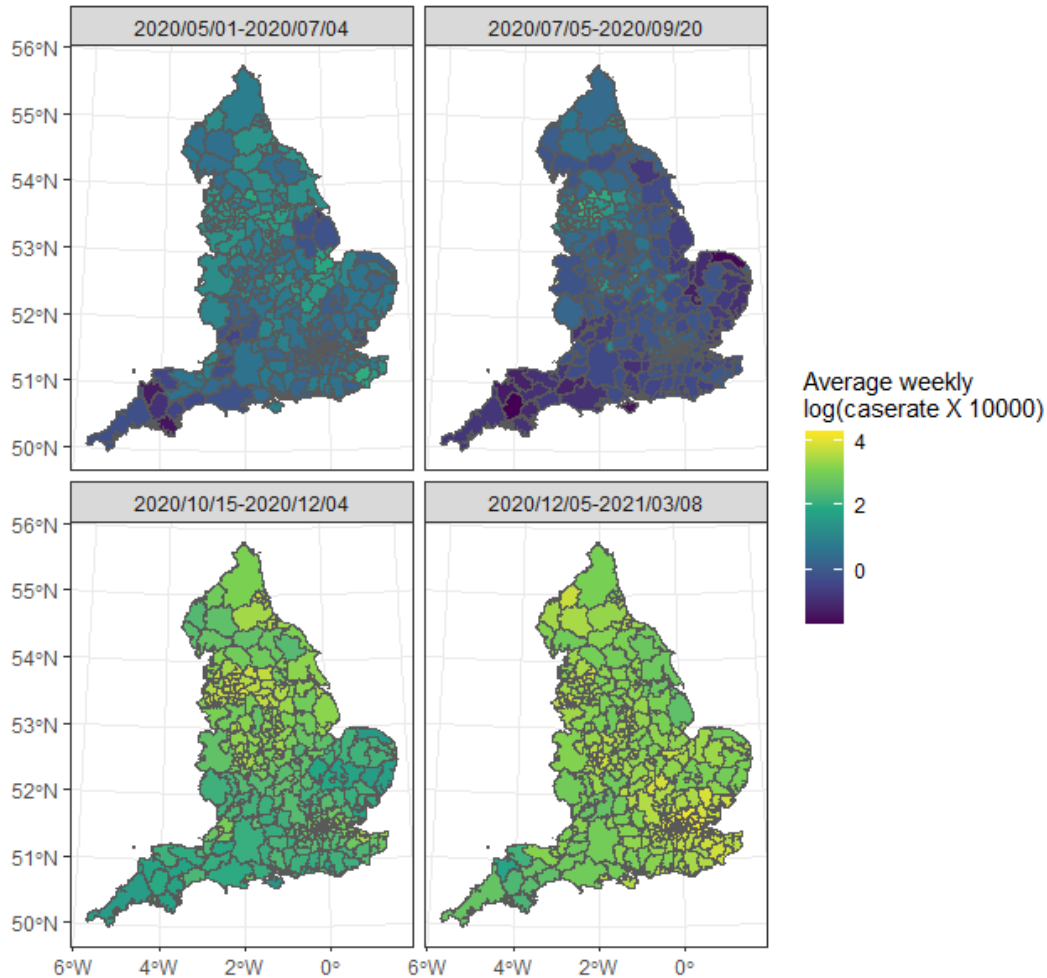 2020/05/01-2020/07/04
2020/07/05-2020/09/20
56°N
55°N
54°N
53°N
52°N
51°N
50°N
Average weekly
log(caserate X 10000)
4
2
0
2020/10/15-2020/12/04
2020/12/05-2021/03/08
56°N
55°N
54°N
53°N
52°N
51°N
50°N
6°W 4°W 2°W 0° 6°W 4°W 2°W 0°